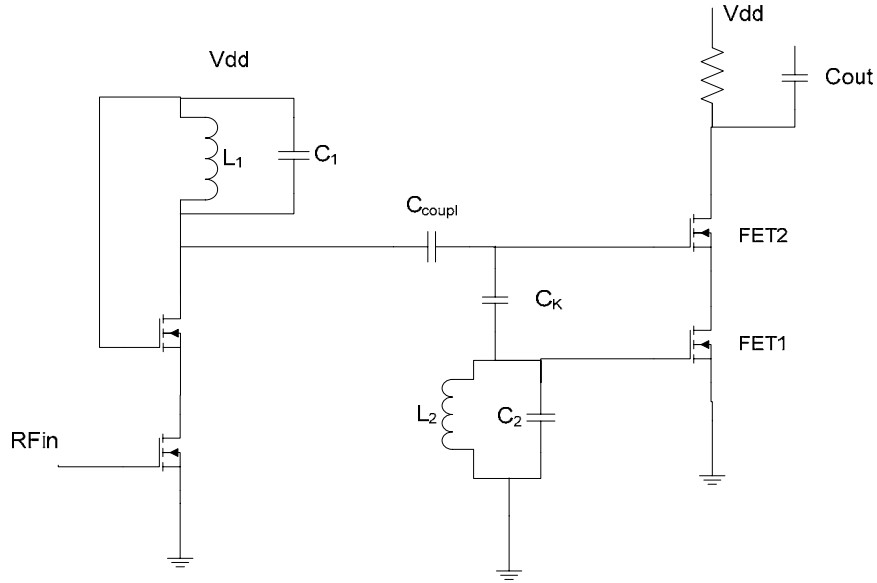 Vdd
Vdd
Cout
L1
C1
Ccoupl
FET2
CK
FET1
L2
C2
RFin